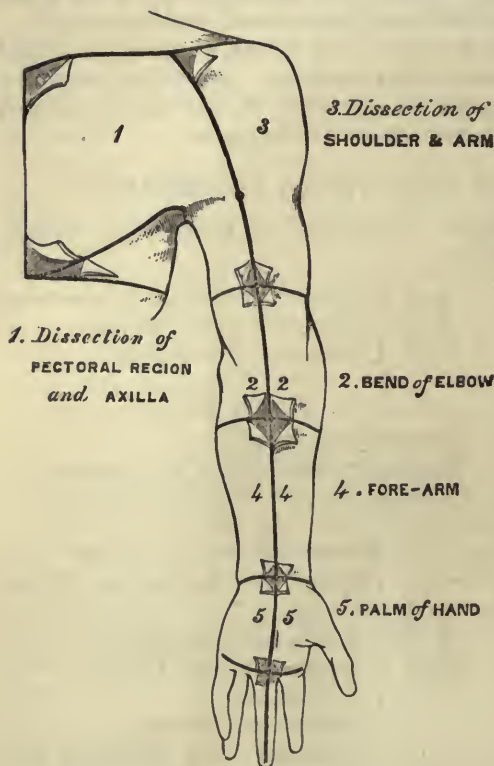 1
3
3. Dissection of
SHOULDER & ARM
1. Dissection of
PECTORAL REGION
and AXILLA
2 2
2. BEND of ELBOW
4 4
4. FORE-ARM
5 5
5. PALM of HAND